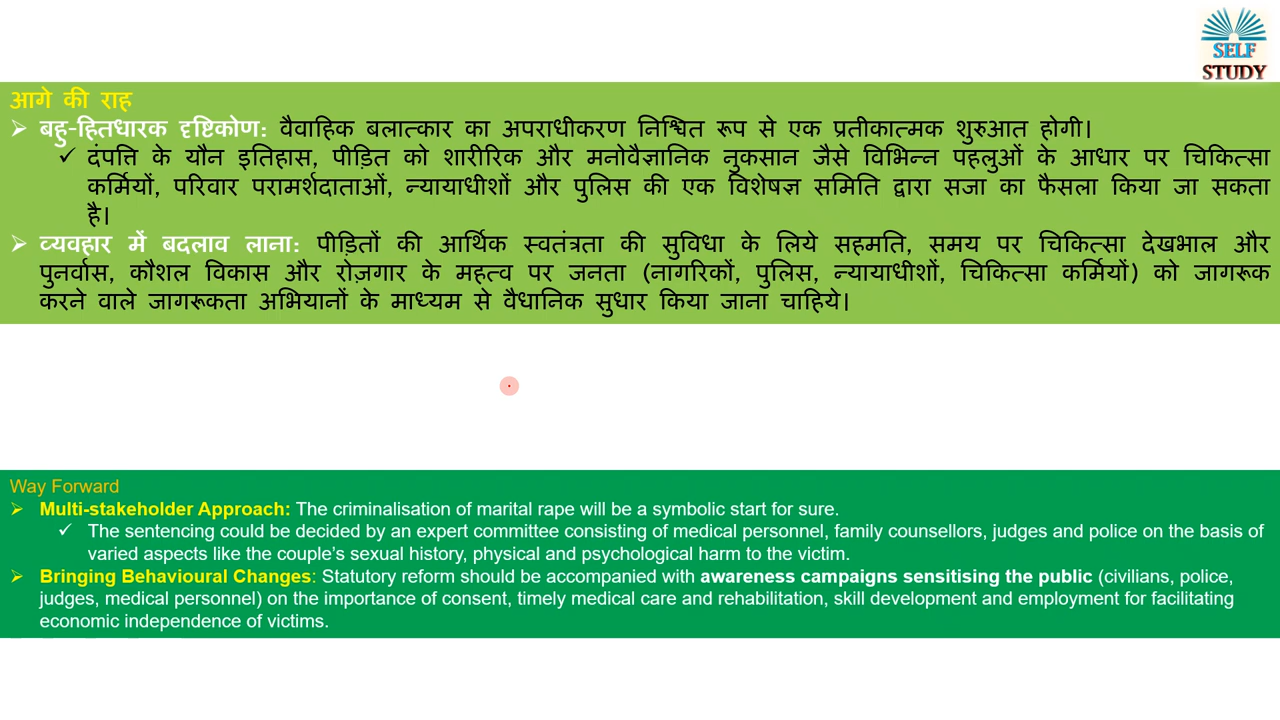 SELF
STUDY
आगे की राह
➢ बहु-हितधारक दृष्टिकोण: वैवाहिक बलात्कार का अपराधीकरण निश्चित रूप से एक प्रतीकात्मक शुरुआत होगी।
✓ दंपत्ति के यौन इतिहास, पीड़ित को शारीरिक और मनोवैज्ञानिक नुकसान जैसे विभिन्न पहलुओं के आधार पर चिकित्सा
कर्मियों, परिवार परामर्शदाताओं, न्यायाधीशों और पुलिस की एक विशेषज्ञ समिति द्वारा सजा का फैसला किया जा सकता
है।
➢ व्यवहार में बदलाव लाना: पीड़ितों की आर्थिक स्वतंत्रता की सुविधा के लिये सहमति, समय पर चिकित्सा देखभाल और
पुनर्वास, कौशल विकास और रोज़गार के महत्व पर जनता (नागरिकों, पुलिस, न्यायाधीशों, चिकित्सा कर्मियों) को जागरूक
करने वाले जागरूकता अभियानों के माध्यम से वैधानिक सुधार किया जाना चाहिये।
Way Forward
➢ Multi-stakeholder Approach: The criminalisation of marital rape will be a symbolic start for sure.
✓ The sentencing could be decided by an expert committee consisting of medical personnel, family counsellors, judges and police on the basis of
varied aspects like the couple’s sexual history, physical and psychological harm to the victim.
➢ Bringing Behavioural Changes: Statutory reform should be accompanied with awareness campaigns sensitising the public (civilians, police,
judges, medical personnel) on the importance of consent, timely medical care and rehabilitation, skill development and employment for facilitating
economic independence of victims.